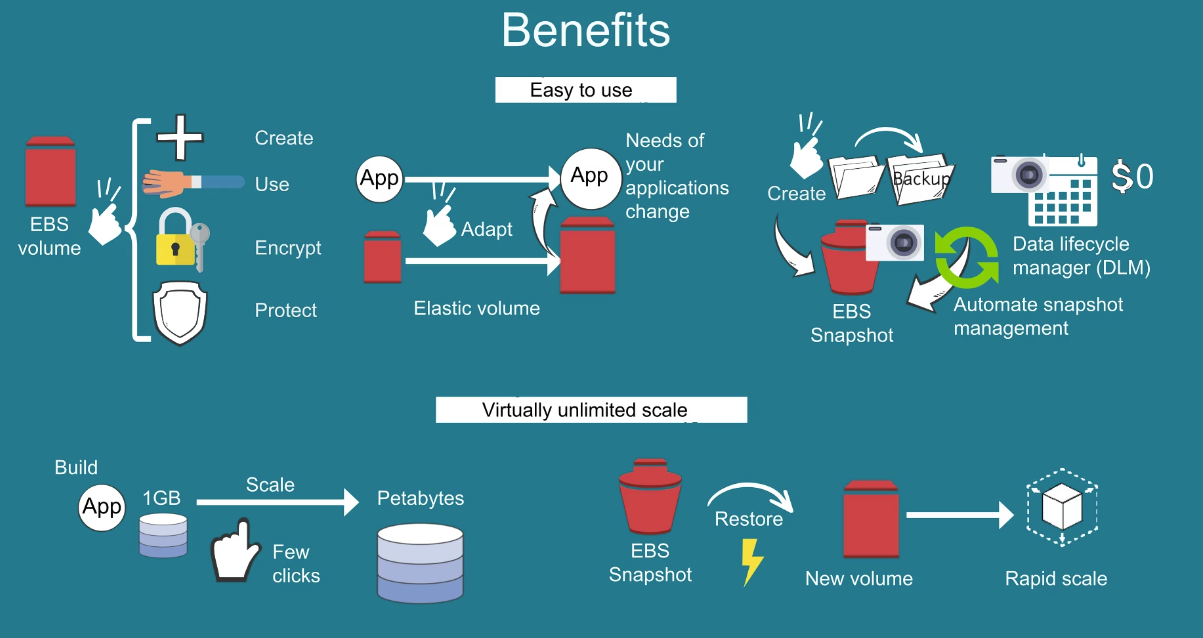 Benefits
Easy to use
EBS
volume
Create
Use
Encrypt
Protect
App
App
Needs of
your
applications
change
Adapt
Elastic volume
Create
Backup
EBS
Snapshot
$0
Data lifecycle
manager (DLM)
Automate snapshot
management
Virtually unlimited scale
Build
App
1GB
Scale
Few
clicks
Petabytes
EBS
Snapshot
Restore
New volume
Rapid scale